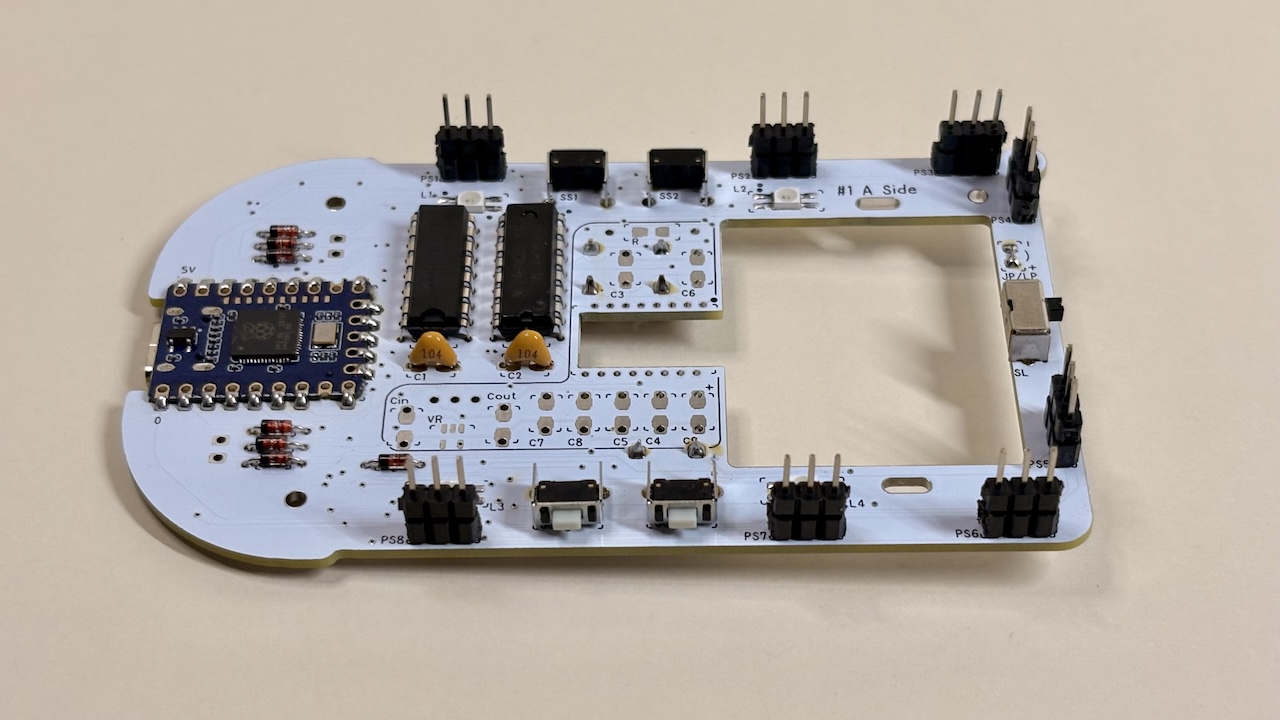 PS1
L1
SS1
SS2
PS2
L2
#1 A Side
PS3
PS4
5V
R
C3
C6
JP/LP
+
SL
104
104
C1
C2
Cin
Cout
VR
+
C7
C8
C5
C4
C9
0
PS5
L3
L4
PS8
PS7
PS6